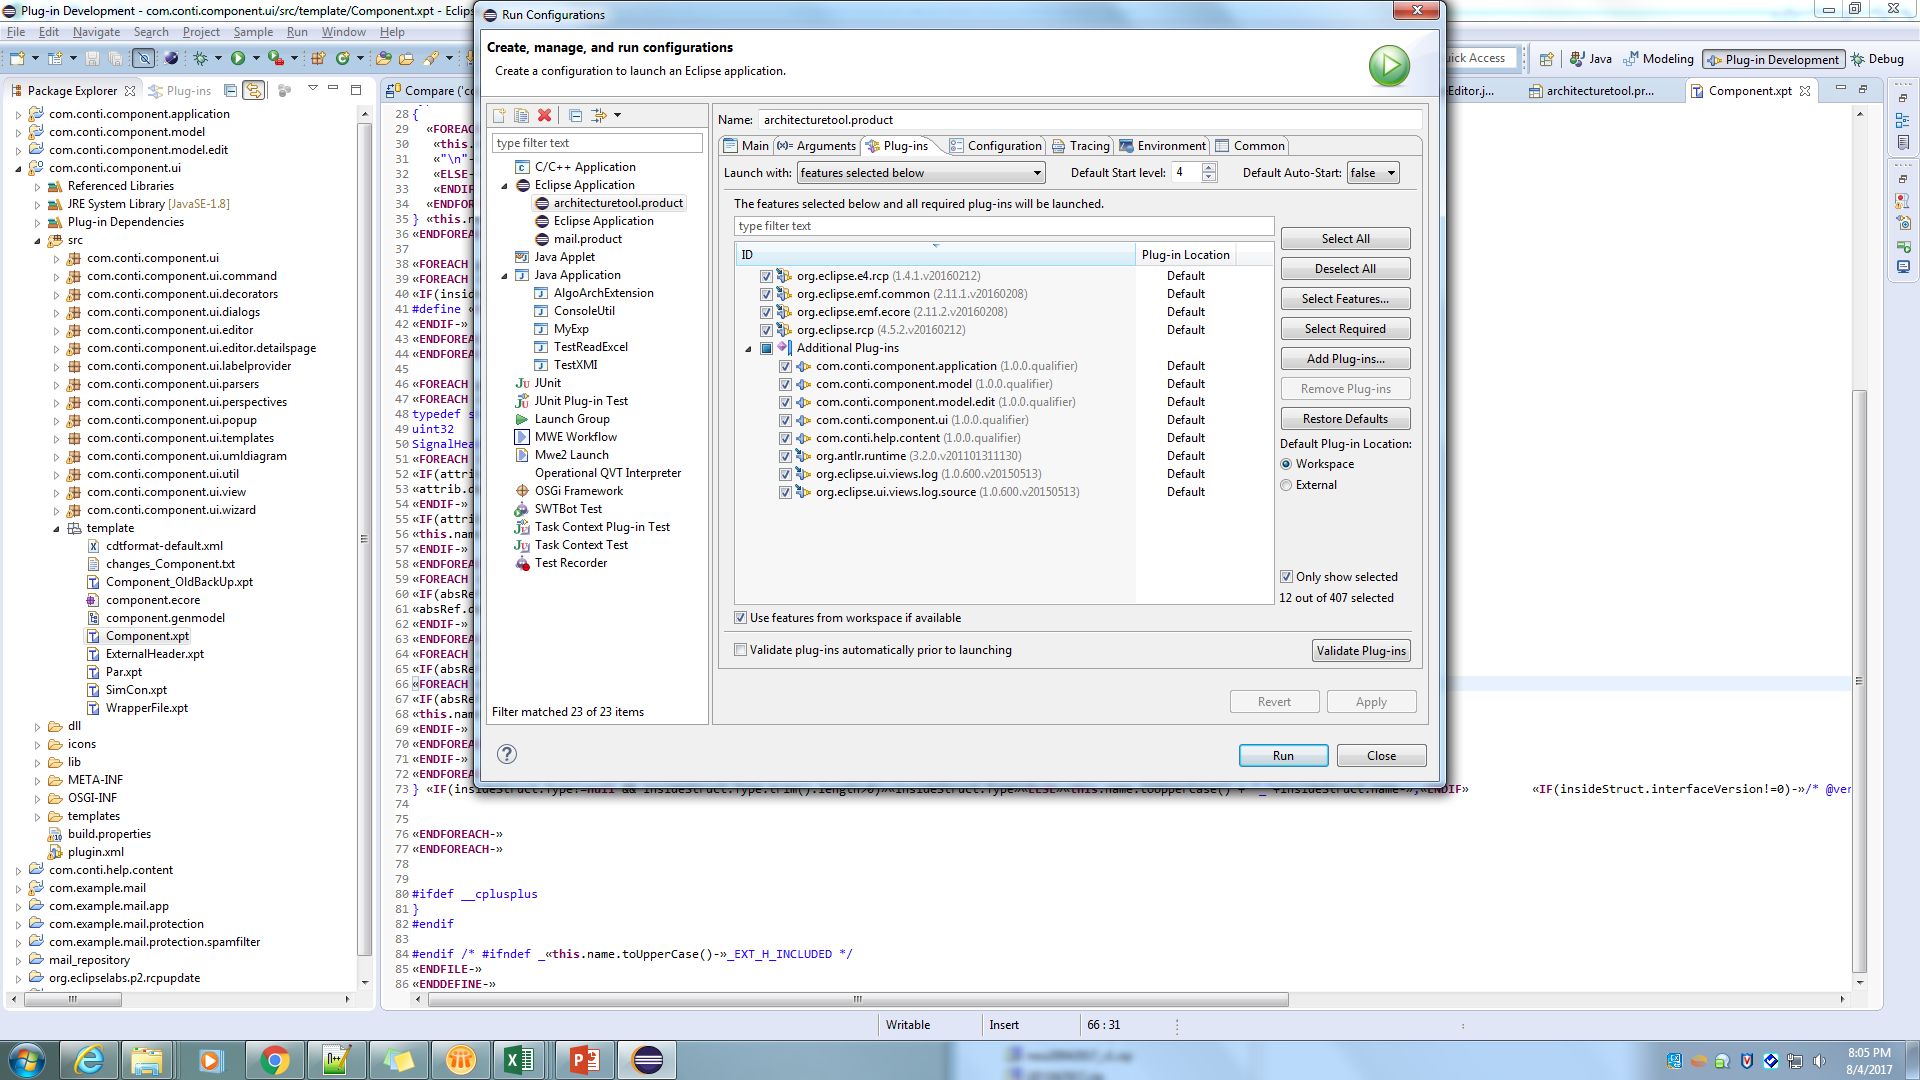 Plug-in Development - com.conti.component.ui/src/template/Component.xpt - Eclips
File Edit Navigate Search Project Sample Run Window Help
Quick Access
Java
Modeling
Plug-in Development
Debug
Package Explorer
Plug-ins
com.conti.component.application
com.conti.component.model
com.conti.component.model.edit
com.conti.component.ui
Referenced Libraries
JRE System Library [JavaSE-1.8]
Plug-in Dependencies
src
com.conti.component.ui
com.conti.component.ui.command
com.conti.component.ui.decorators
com.conti.component.ui.dialogs
com.conti.component.ui.editor
com.conti.component.ui.editor.detailspage
com.conti.component.ui.labelprovider
com.conti.component.ui.parsers
com.conti.component.ui.perspectives
com.conti.component.ui.popup
com.conti.component.ui.templates
com.conti.component.ui.umldiagram
com.conti.component.ui.util
com.conti.component.ui.view
com.conti.component.ui.wizard
template
cdtformat-default.xml
changes_Component.txt
Component_OldBackUp.xpt
component.ecore
component.genmodel
Component.xpt
ExternalHeader.xpt
Par.xpt
SimCon.xpt
WrapperFile.xpt
dll
icons
lib
META-INF
OSGI-INF
templates
build.properties
plugin.xml
com.conti.help.content
com.example.mail
com.example.mail.app
com.example.mail.protection
com.example.mail.protection.spamfilter
mail_repository
org.eclipselabs.p2.rcpupdate
Compare ('co
Editor.j...
architecturetool.pr...
Component.xpt
28 {
29 «FOREAC
30 «this.
31 «"\n"-
32 «ELSE-
33 «ENDIF
34 «ENDFOR
35 } «this.n
36 «ENDFOREA
37
38 «FOREACH
39 «FOREACH
40 «IF(insid
41 #define «
42 «ENDIF-»
43 «ENDFOREA
44 «ENDFOREA
45
46 «FOREACH
47 «FOREACH
48 typedef s
49 uint32
50 SignalHea
51 «FOREACH
52 «IF(attri
53 «attrib.d
54 «ENDIF-»
55 «IF(attri
56 «this.nam
57 «ENDIF-»
58 «ENDFOREA
59 «FOREACH
60 «IF(absRe
61 «absRef.d
62 «ENDIF-»
63 «ENDFOREA
64 «FOREACH
65 «IF(absRe
66 «FOREACH
67 «IF(absRe
68 «this.nam
69 «ENDIF-»
70 «ENDFOREA
71 «ENDIF-»
72 «ENDFOREA
73 } «IF(insideStruct.Type!=null && insideStruct.Type.trim().length>0)»«insideStruct.Type»«ELSE»«this.name.toUpperCase() + "_" +insideStruct.name-»;«ENDIF» «IF(insideStruct.interfaceVersion!=0)-»/* @ver
74
75
76 «ENDFOREACH-»
77 «ENDFOREACH-»
78
79
80 #ifdef __cplusplus
81 }
82 #endif
83
84 #endif /* #ifndef _«this.name.toUpperCase()-»_EXT_H_INCLUDED */
85 «ENDFILE-»
86 «ENDDEFINE-»
Run Configurations
Create, manage, and run configurations
Create a configuration to launch an Eclipse application.
type filter text
C/C++ Application
Eclipse Application
architecturetool.product
Eclipse Application
mail.product
Java Applet
Java Application
AlgoArchExtension
ConsoleUtil
MyExp
TestReadExcel
TestXMI
JUnit
JUnit Plug-in Test
Launch Group
MWE Workflow
Mwe2 Launch
Operational QVT Interpreter
OSGi Framework
SWTBot Test
Task Context Plug-in Test
Task Context Test
Test Recorder
Filter matched 23 of 23 items
Name: architecturetool.product
Main (x)= Arguments Plug-ins Configuration Tracing Environment Common
Launch with: features selected below Default Start level: 4 Default Auto-Start: false
The features selected below and all required plug-ins will be launched.
type filter text
ID Plug-in Location
org.eclipse.e4.rcp (1.4.1.v20160212) Default
org.eclipse.emf.common (2.11.1.v20160208) Default
org.eclipse.emf.ecore (2.11.2.v20160208) Default
org.eclipse.rcp (4.5.2.v20160212) Default
Additional Plug-ins
com.conti.component.application (1.0.0.qualifier) Default
com.conti.component.model (1.0.0.qualifier) Default
com.conti.component.model.edit (1.0.0.qualifier) Default
com.conti.component.ui (1.0.0.qualifier) Default
com.conti.help.content (1.0.0.qualifier) Default
org.antlr.runtime (3.2.0.v201101311130) Default
org.eclipse.ui.views.log (1.0.600.v20150513) Default
org.eclipse.ui.views.log.source (1.0.600.v20150513) Default
Select All
Deselect All
Select Features...
Select Required
Add Plug-ins...
Remove Plug-ins
Restore Defaults
Default Plug-in Location:
Workspace
External
Only show selected
12 out of 407 selected
Use features from workspace if available
Validate plug-ins automatically prior to launching
Validate Plug-ins
Revert
Apply
Run
Close
Writable
Insert
66 : 31
8:05 PM
8/4/2017